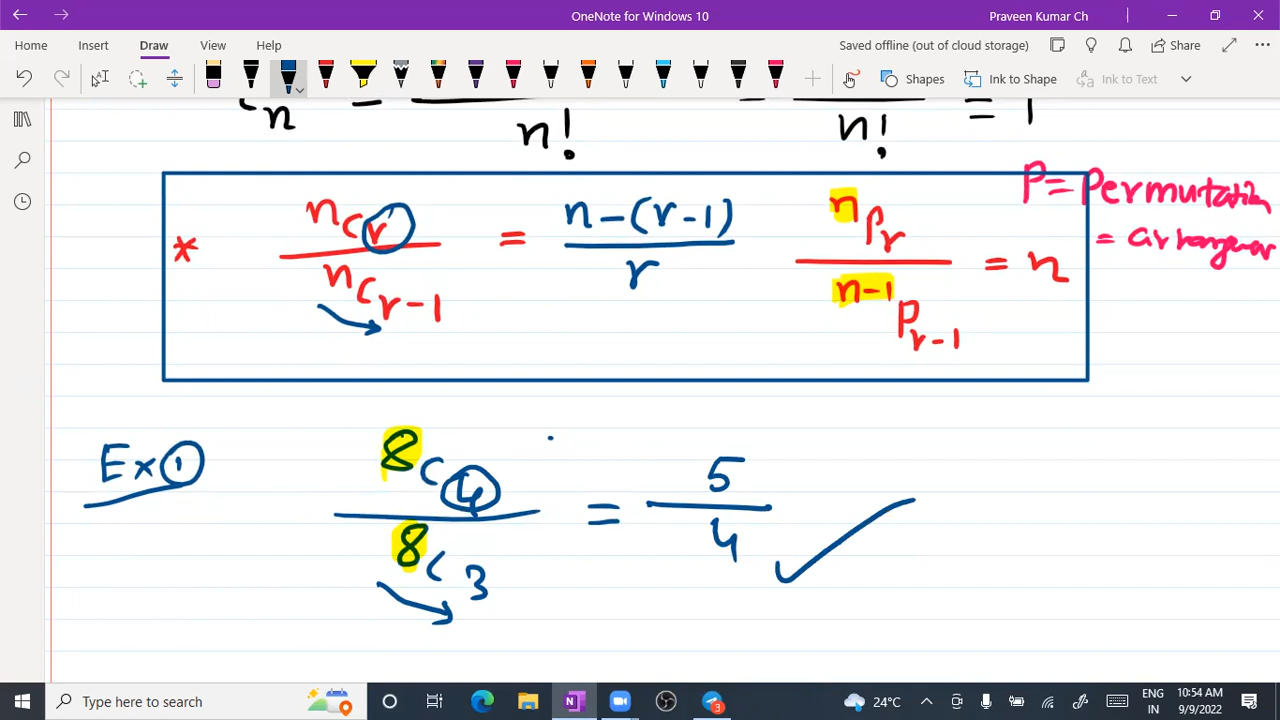 OneNote for Windows 10
Praveen Kumar Ch
Home Insert Draw View Help
Saved offline (out of cloud storage)
Share
Shapes
Ink to Shape
Ink to Text
Cn = =
n! n! = 1
* nCr / nCr-1 = n-(r-1) / r
nPr / n-1Pr-1 = n
P = Permutation
=
Ex 1
8C4 / 8C3 = 5 / 4 ✓
Type here to search
3
24°C
ENG
IN
10:54 AM
9/9/2022